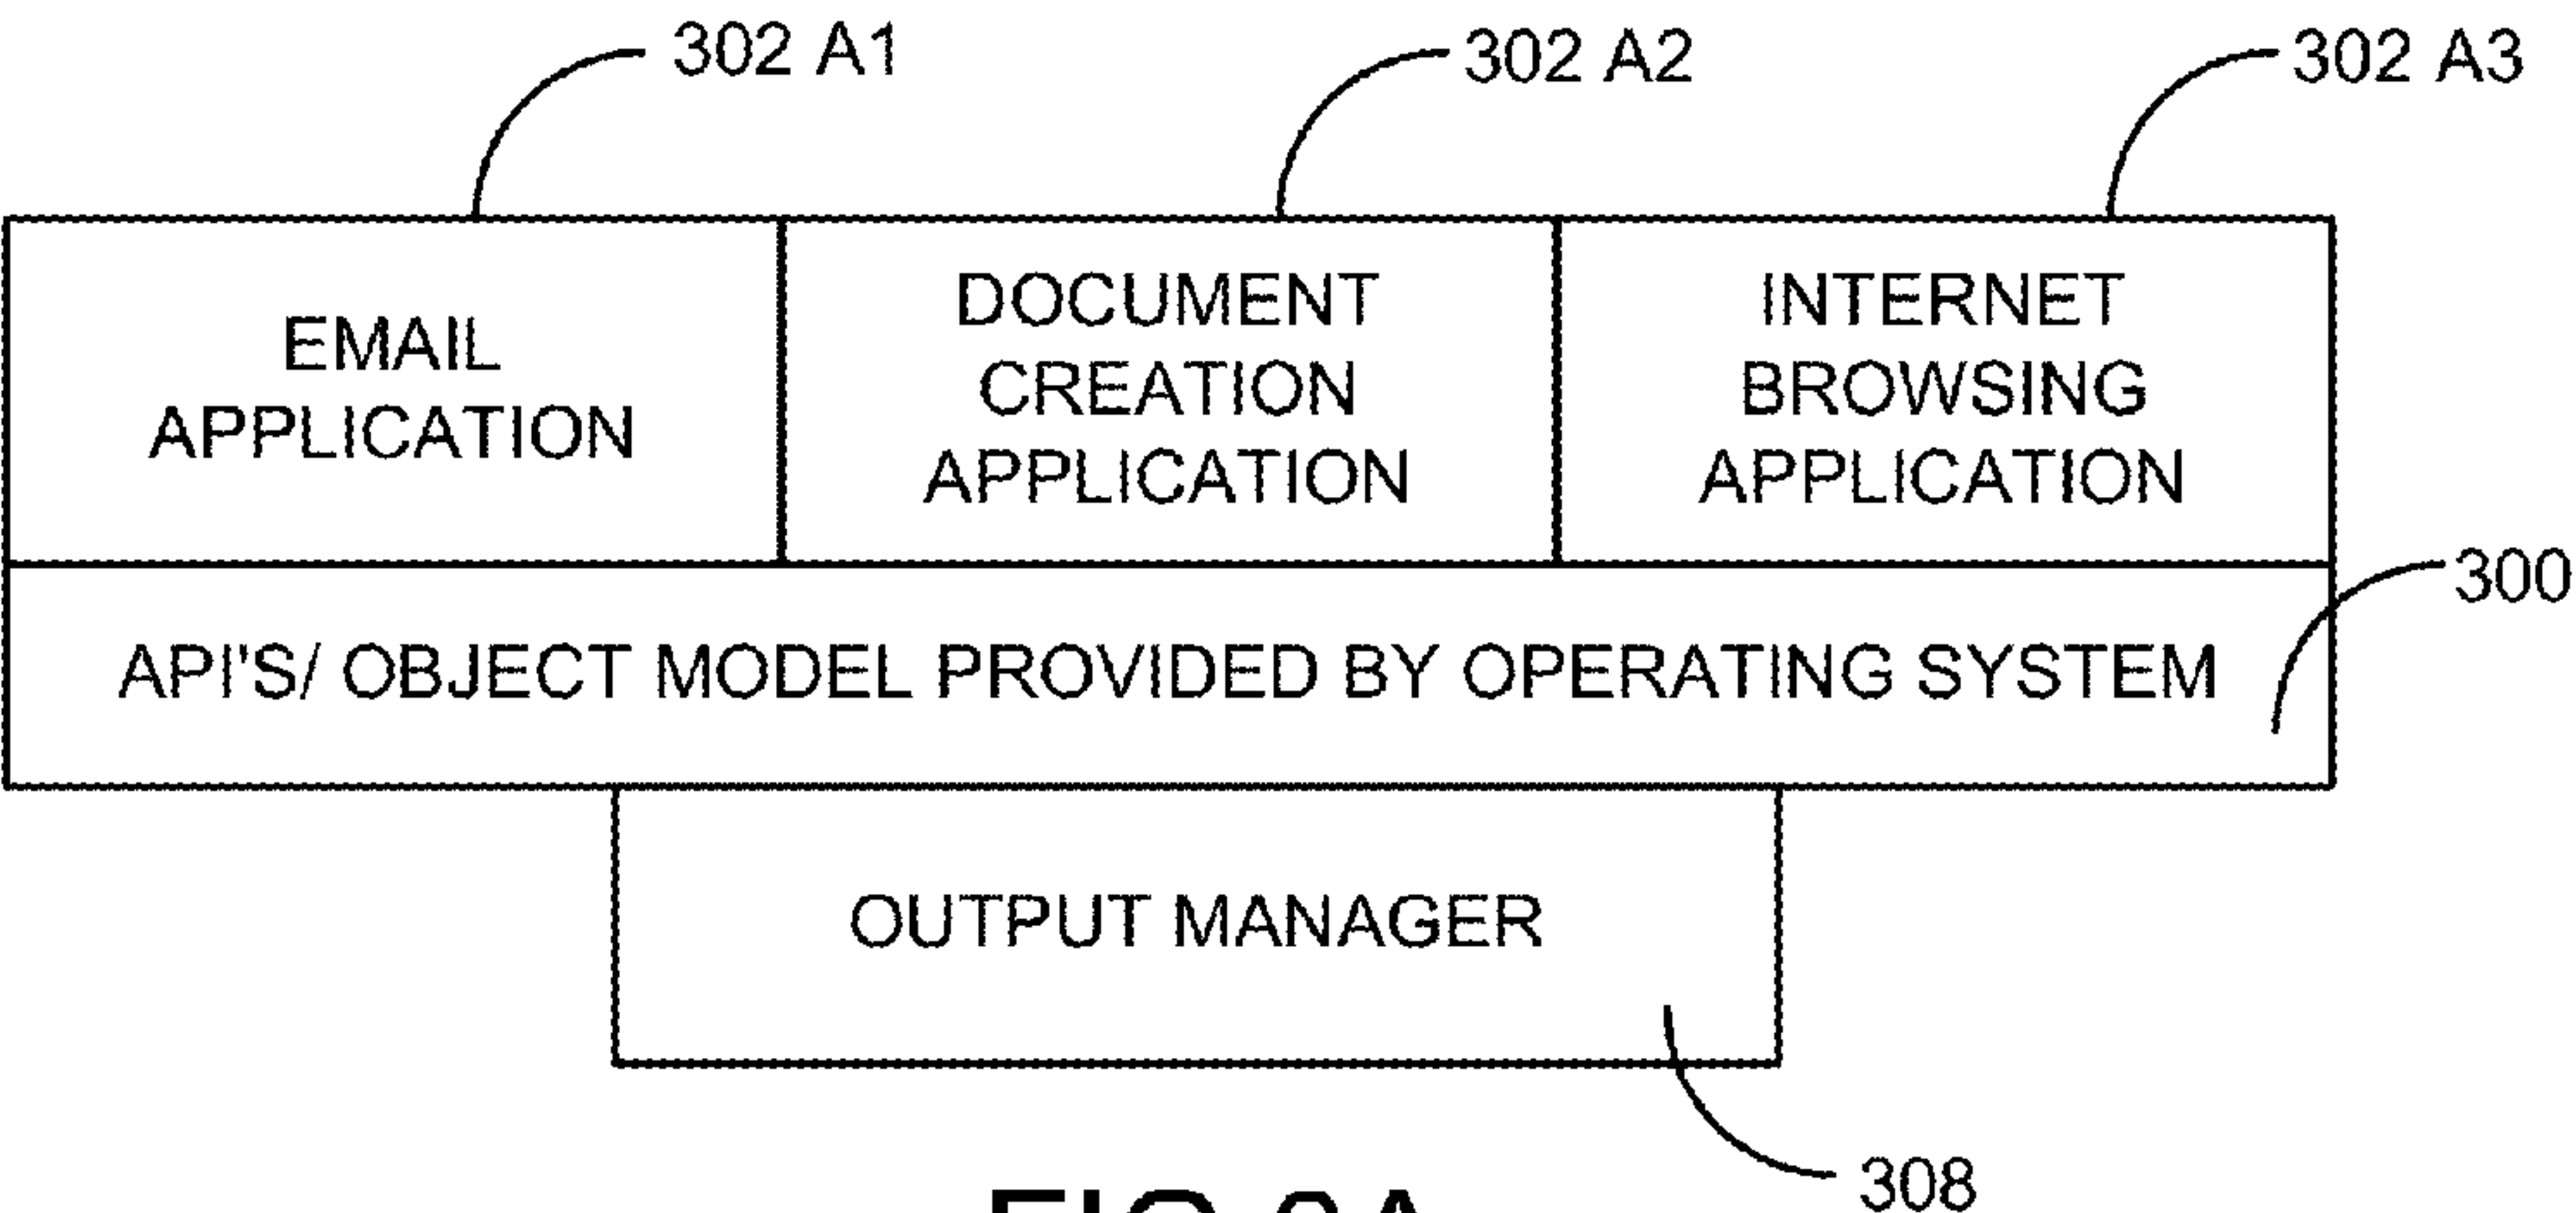 302 A1
302 A2
302 A3
EMAIL
APPLICATION
DOCUMENT
CREATION
APPLICATION
INTERNET
BROWSING
APPLICATION
300
API'S/ OBJECT MODEL PROVIDED BY OPERATING SYSTEM
OUTPUT MANAGER
308